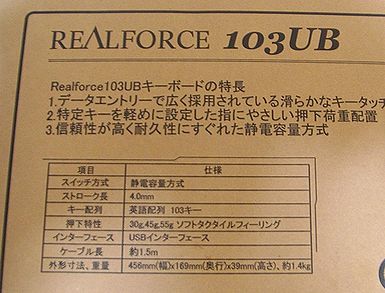 REALFORCE 103UB
Realforce103UBキーボードの特長
1.データエントリーで広く採用されている滑らかなキータッチ
2.特定キーを軽めに設定した指にやさしい押下荷重配置
3.信頼性が高く耐久性にすぐれた静電容量方式
項目 仕様
スイッチ方式 静電容量方式
ストローク長 4.0mm
キー配列 英語配列 103キー
押下特性 30g,45g,55g ソフトタクタイルフィーリング
インターフェース USBインターフェース
ケーブル長 約1.5m
外形寸法、重量 456mm(幅)x169mm(奥行)x39mm(高さ)、約1.4kg